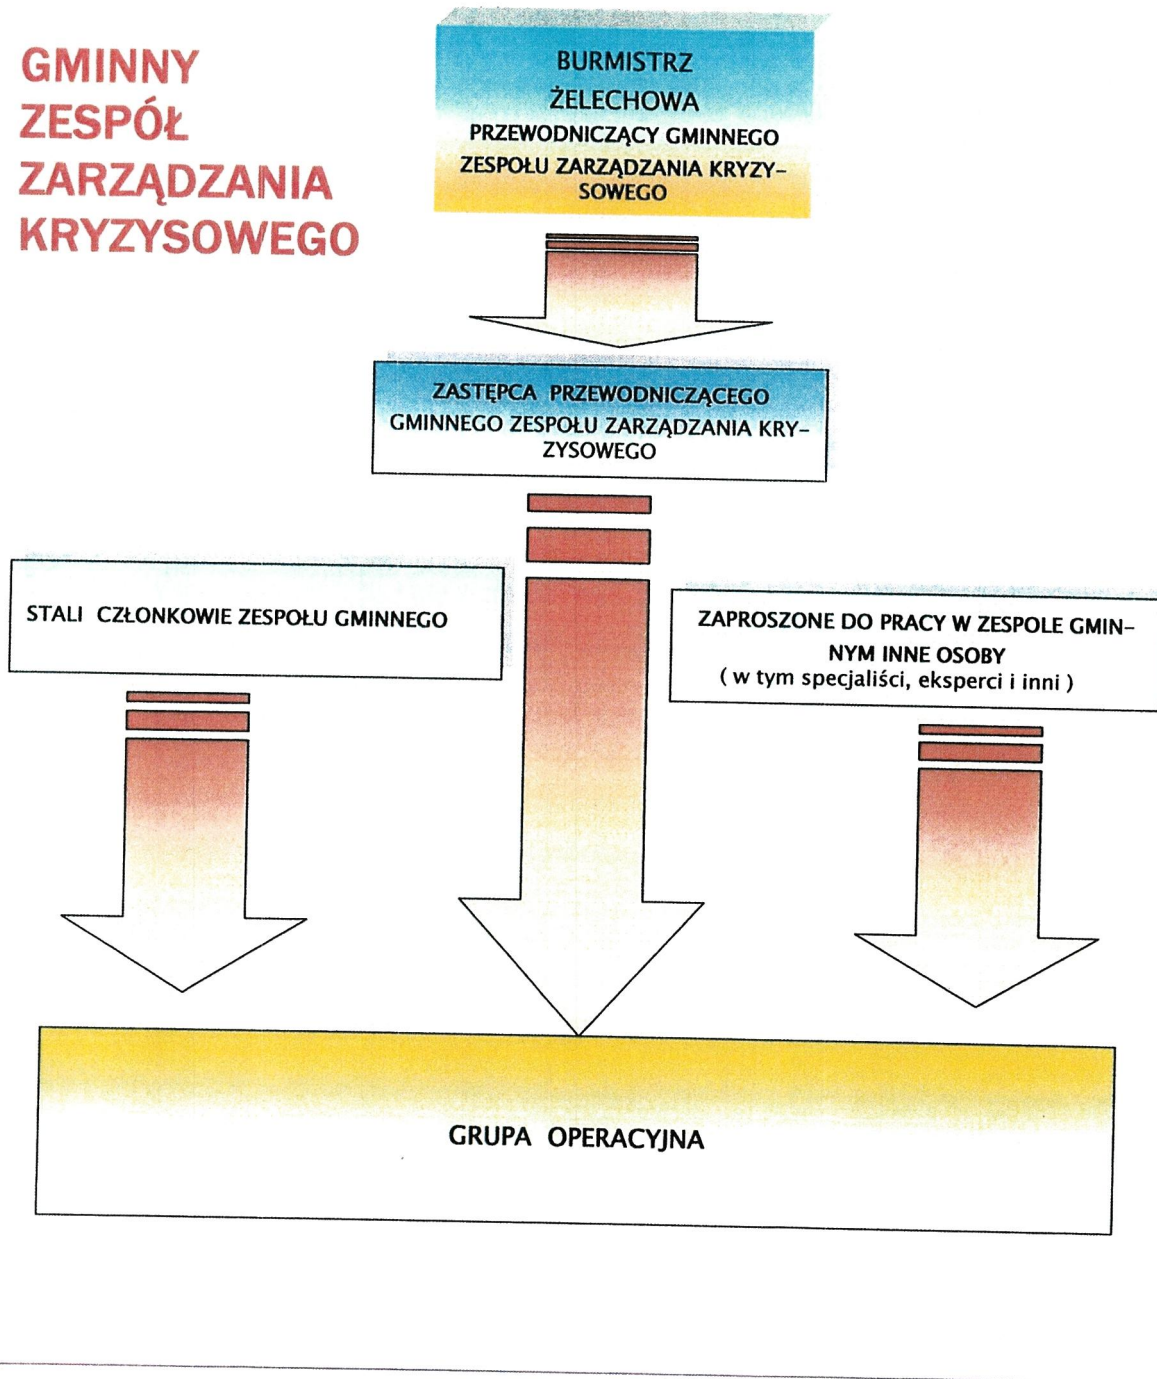 GMINNY
ZESPÓŁ
ZARZĄDZANIA
KRYZYSOWEGO
BURMISTRZ
ŻELECHOWA
PRZEWODNICZĄCY GMINNEGO
ZESPOŁU ZARZĄDZANIA KRYZY-
SOWEGO
ZASTĘPCA PRZEWODNICZĄCEGO
GMINNEGO ZESPOŁU ZARZĄDZANIA KRY-
ZYSOWEGO
STALI CZŁONKOWIE ZESPOŁU GMINNEGO
ZAPROSZONE DO PRACY W ZESPOLE GMIN-
NYM INNE OSOBY
( w tym specjaliści, eksperci i inni )
GRUPA OPERACYJNA